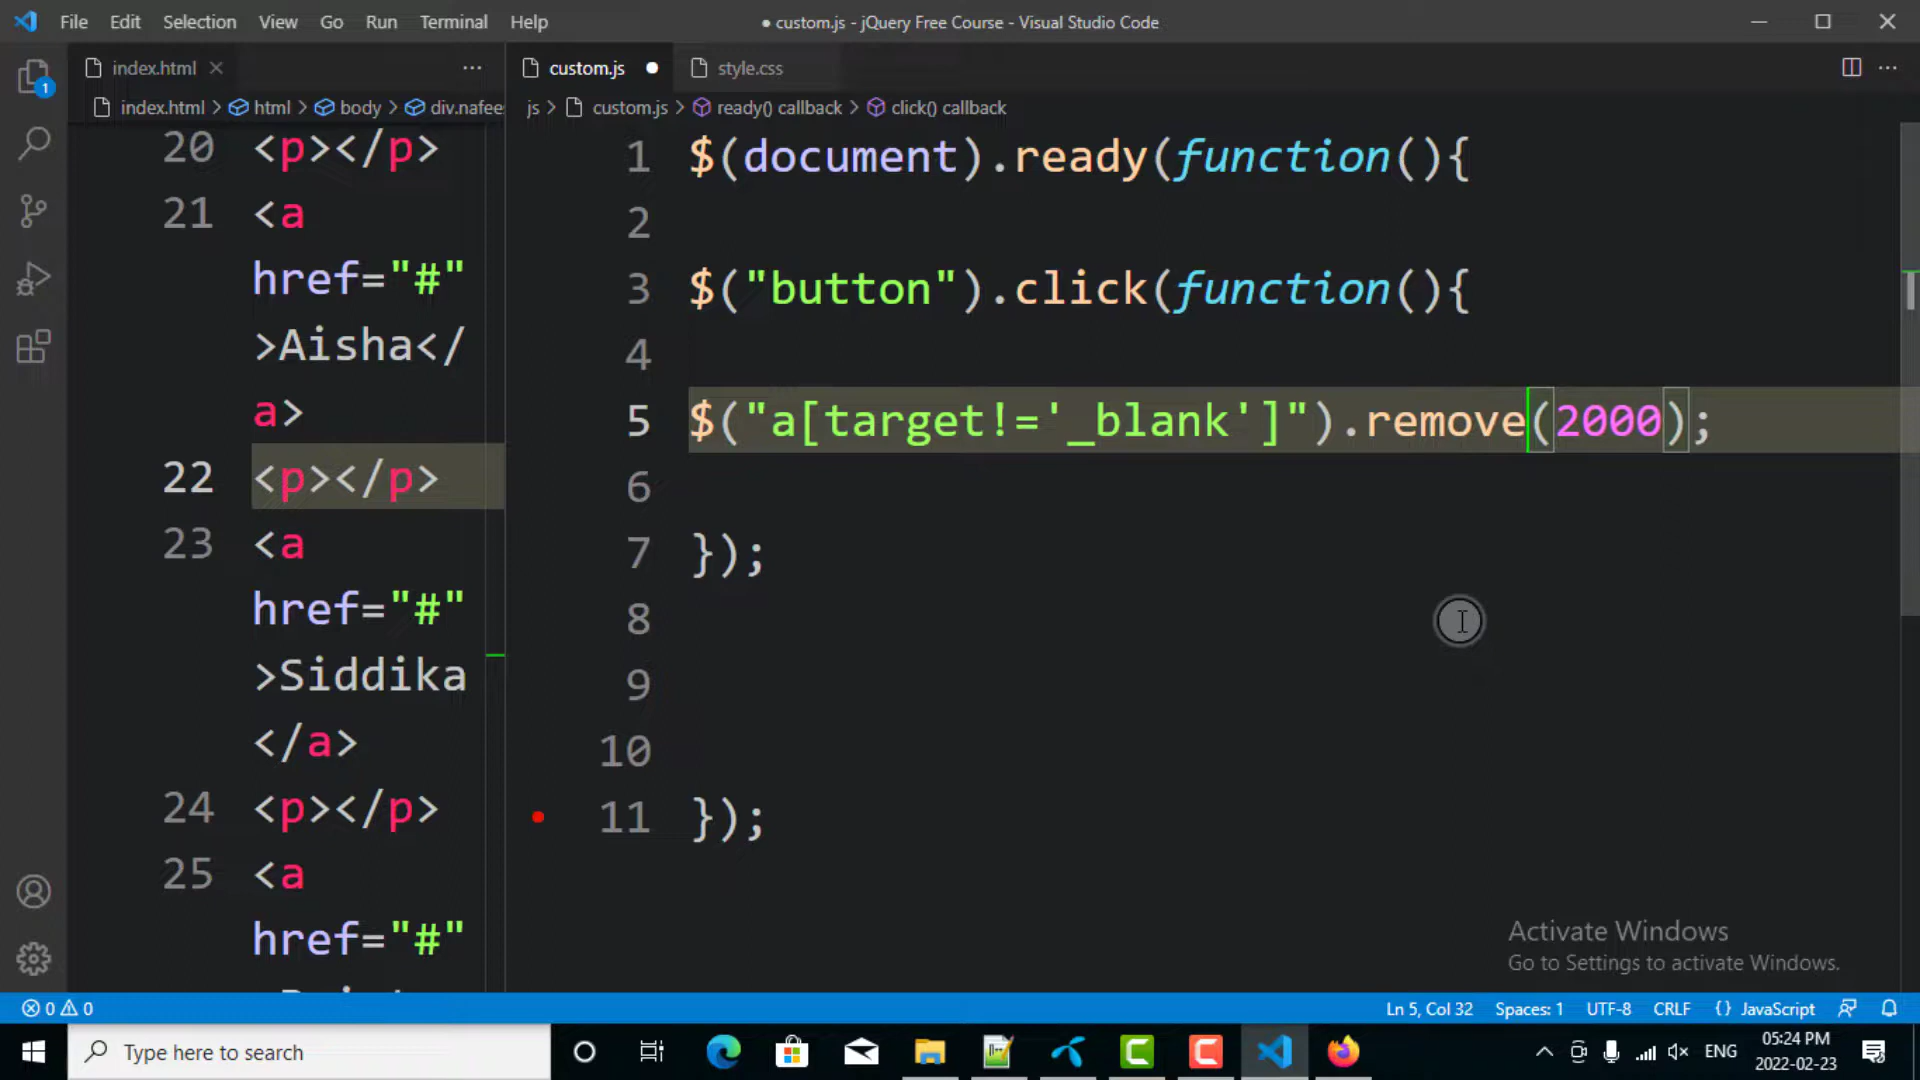 File Edit Selection View Go Run Terminal Help
● custom.js - jQuery Free Course - Visual Studio Code
index.html
index.html > html > body > div.nafee
20 <p></p>
21 <a
href="#"
>Aisha</
a>
22 <p></p>
23 <a
href="#"
>Siddika
</a>
24 <p></p>
25 <a
href="#"
custom.js ● style.css
js > custom.js > ready() callback > click() callback
1 $(document).ready(function(){
2
3 $("button").click(function(){
4
5 $("a[target!='_blank']").remove(2000);
6
7 });
8
9
10
11 });
1
Activate Windows
Go to Settings to activate Windows.
0 0
Ln 5, Col 32 Spaces: 1 UTF-8 CRLF {} JavaScript
Type here to search
ENG
05:24 PM
2022-02-23